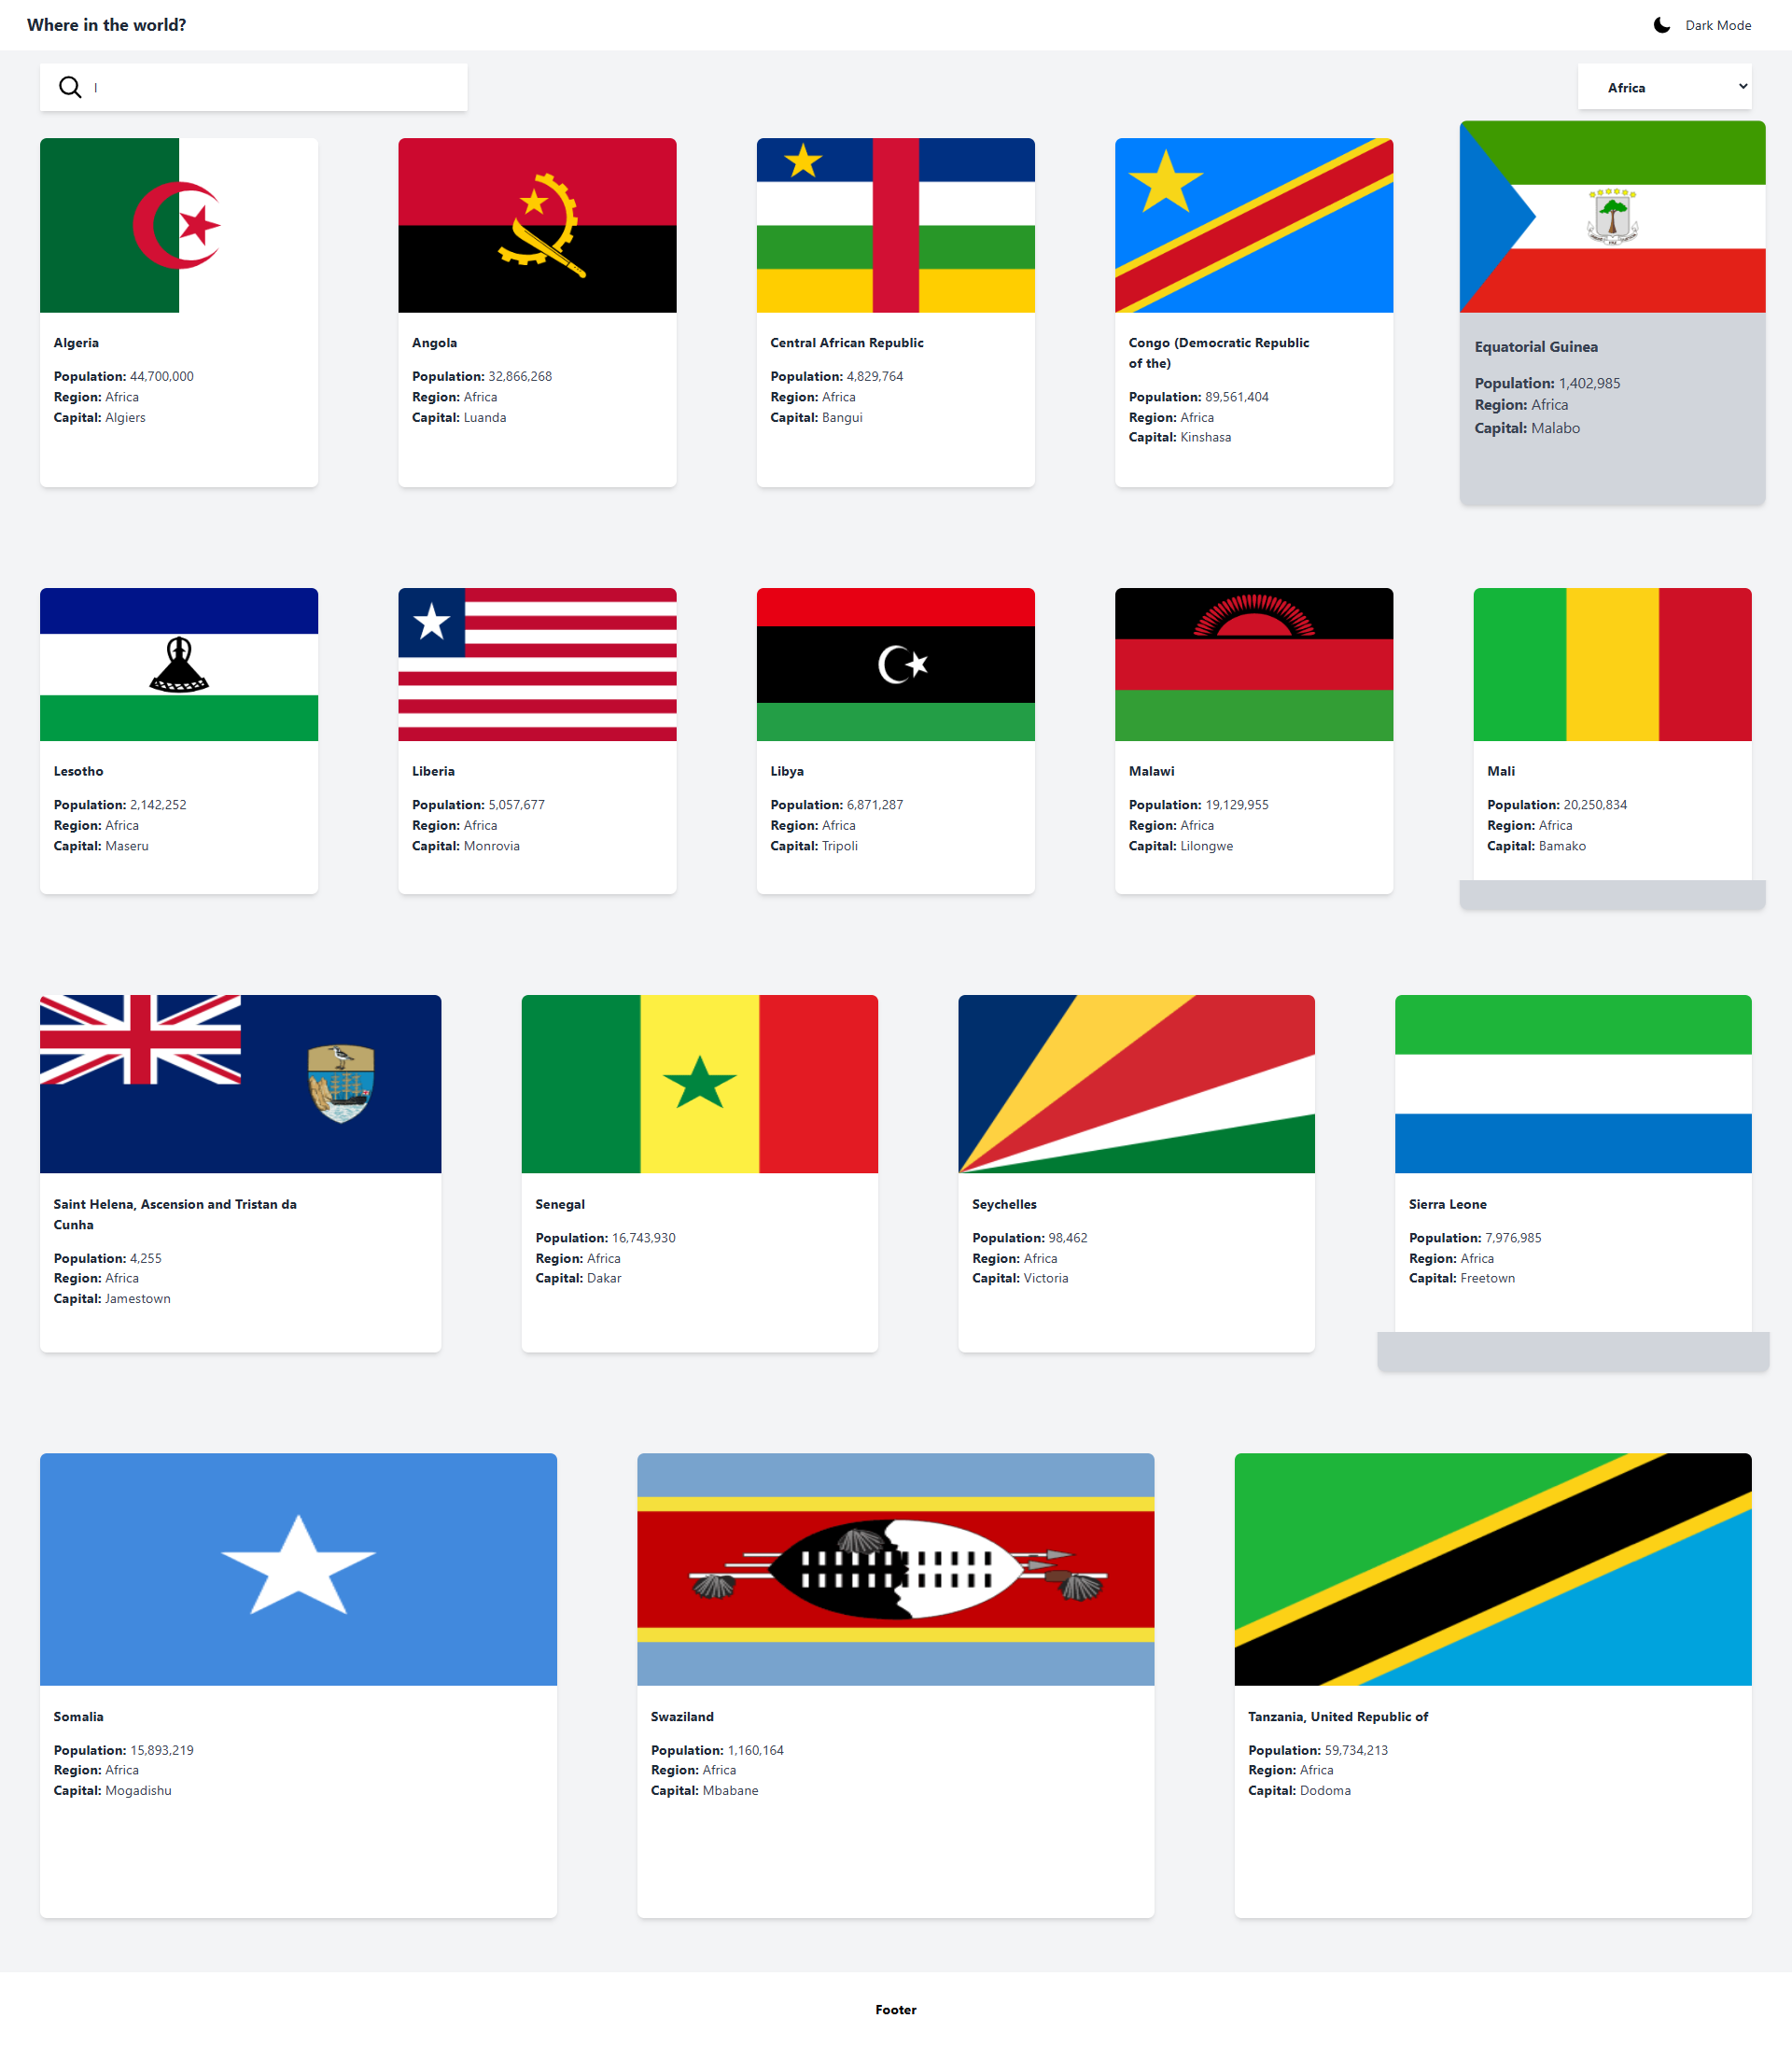 Where in the world?
Dark Mode
l
Africa
Algeria
Population: 44,700,000
Region: Africa
Capital: Algiers
Angola
Population: 32,866,268
Region: Africa
Capital: Luanda
Central African Republic
Population: 4,829,764
Region: Africa
Capital: Bangui
Congo (Democratic Republic
of the)
Population: 89,561,404
Region: Africa
Capital: Kinshasa
Equatorial Guinea
Population: 1,402,985
Region: Africa
Capital: Malabo
Lesotho
Population: 2,142,252
Region: Africa
Capital: Maseru
Liberia
Population: 5,057,677
Region: Africa
Capital: Monrovia
Libya
Population: 6,871,287
Region: Africa
Capital: Tripoli
Malawi
Population: 19,129,955
Region: Africa
Capital: Lilongwe
Mali
Population: 20,250,834
Region: Africa
Capital: Bamako
Saint Helena, Ascension and Tristan da
Cunha
Population: 4,255
Region: Africa
Capital: Jamestown
Senegal
Population: 16,743,930
Region: Africa
Capital: Dakar
Seychelles
Population: 98,462
Region: Africa
Capital: Victoria
Sierra Leone
Population: 7,976,985
Region: Africa
Capital: Freetown
Somalia
Population: 15,893,219
Region: Africa
Capital: Mogadishu
Swaziland
Population: 1,160,164
Region: Africa
Capital: Mbabane
Tanzania, United Republic of
Population: 59,734,213
Region: Africa
Capital: Dodoma
Footer